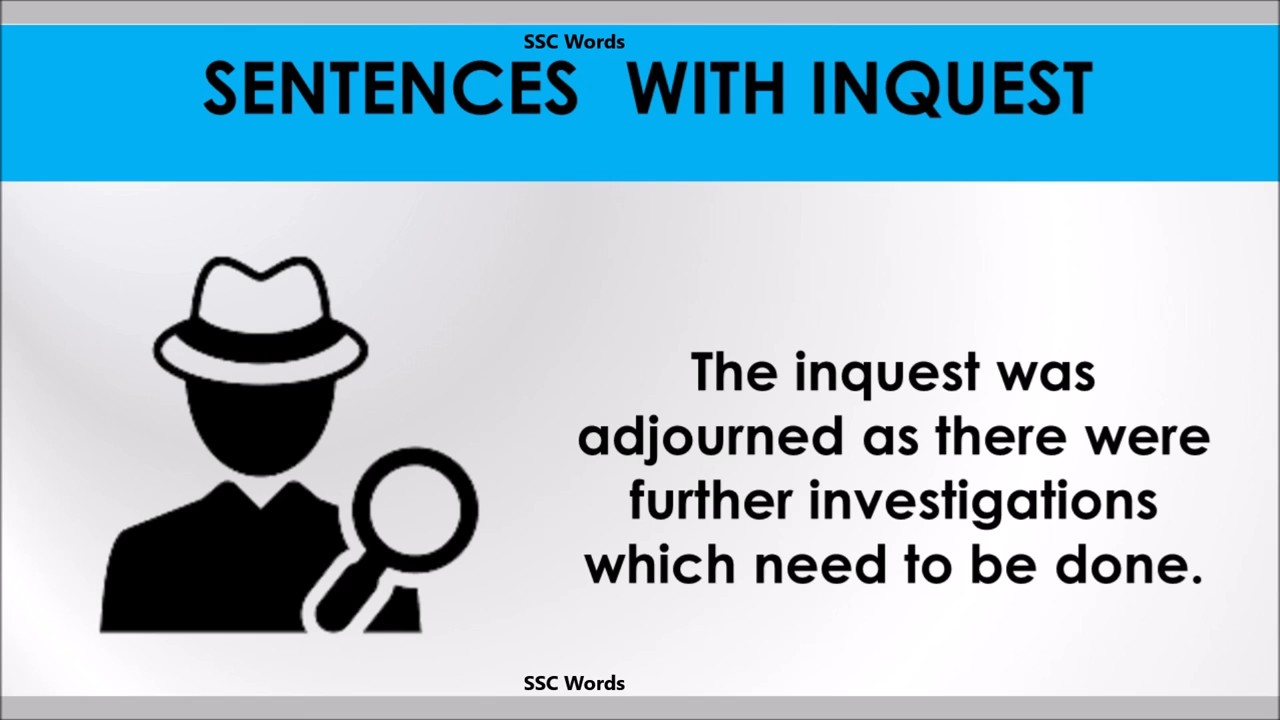 SSC Words
SENTENCES WITH INQUEST
The inquest was
adjourned as there were
further investigations
which need to be done.
SSC Words